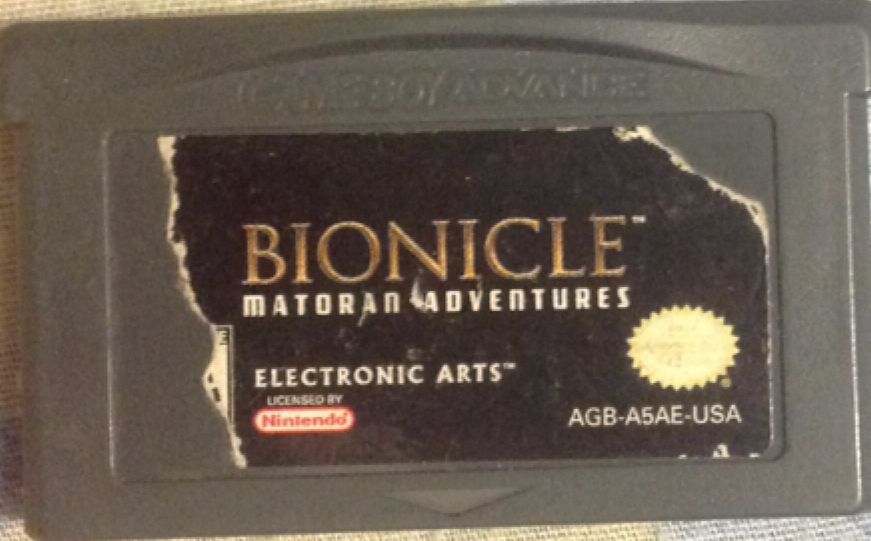 GAME BOY ADVANCE
BIONICLE™
MATORAN ADVENTURES
ELECTRONIC ARTS™
LICENSED BY
Nintendo
AGB-A5AE-USA